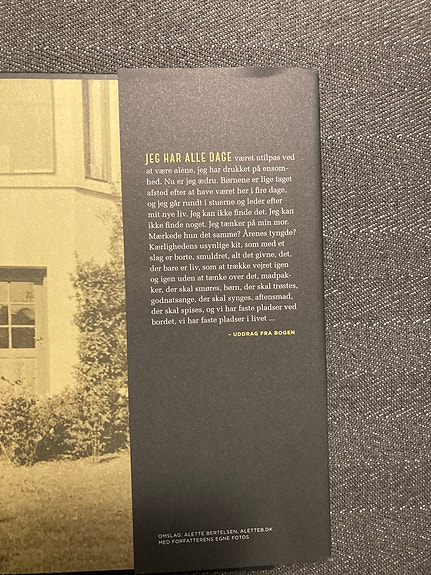 JEG HAR ALLE DAGE været utilpas ved
at være alene, jeg har drukket på ensom-
hed. Nu er jeg ædru. Børnene er lige taget
afsted efter at have været her i fire dage,
og jeg går rundt i stuerne og leder efter
mit nye liv. Jeg kan ikke finde det. Jeg kan
ikke finde noget. Jeg tænker på min mor.
Mærkede hun det samme? Årenes tyngde?
Kærlighedens usynlige kit, som med et
slag er borte, smuldret, alt det givne, det,
der bare er liv, som at trække vejret igen
og igen uden at tænke over det, madpak-
ker, der skal smøres, børn, der skal trøstes,
godnatsange, der skal synges, aftensmad,
der skal spises, og vi har faste pladser ved
bordet, vi har faste pladser i livet ...
– UDDRAG FRA BOGEN
OMSLAG: ALETTE BERTELSEN, ALETTEB.DK
MED FORFATTERENS EGNE FOTOS